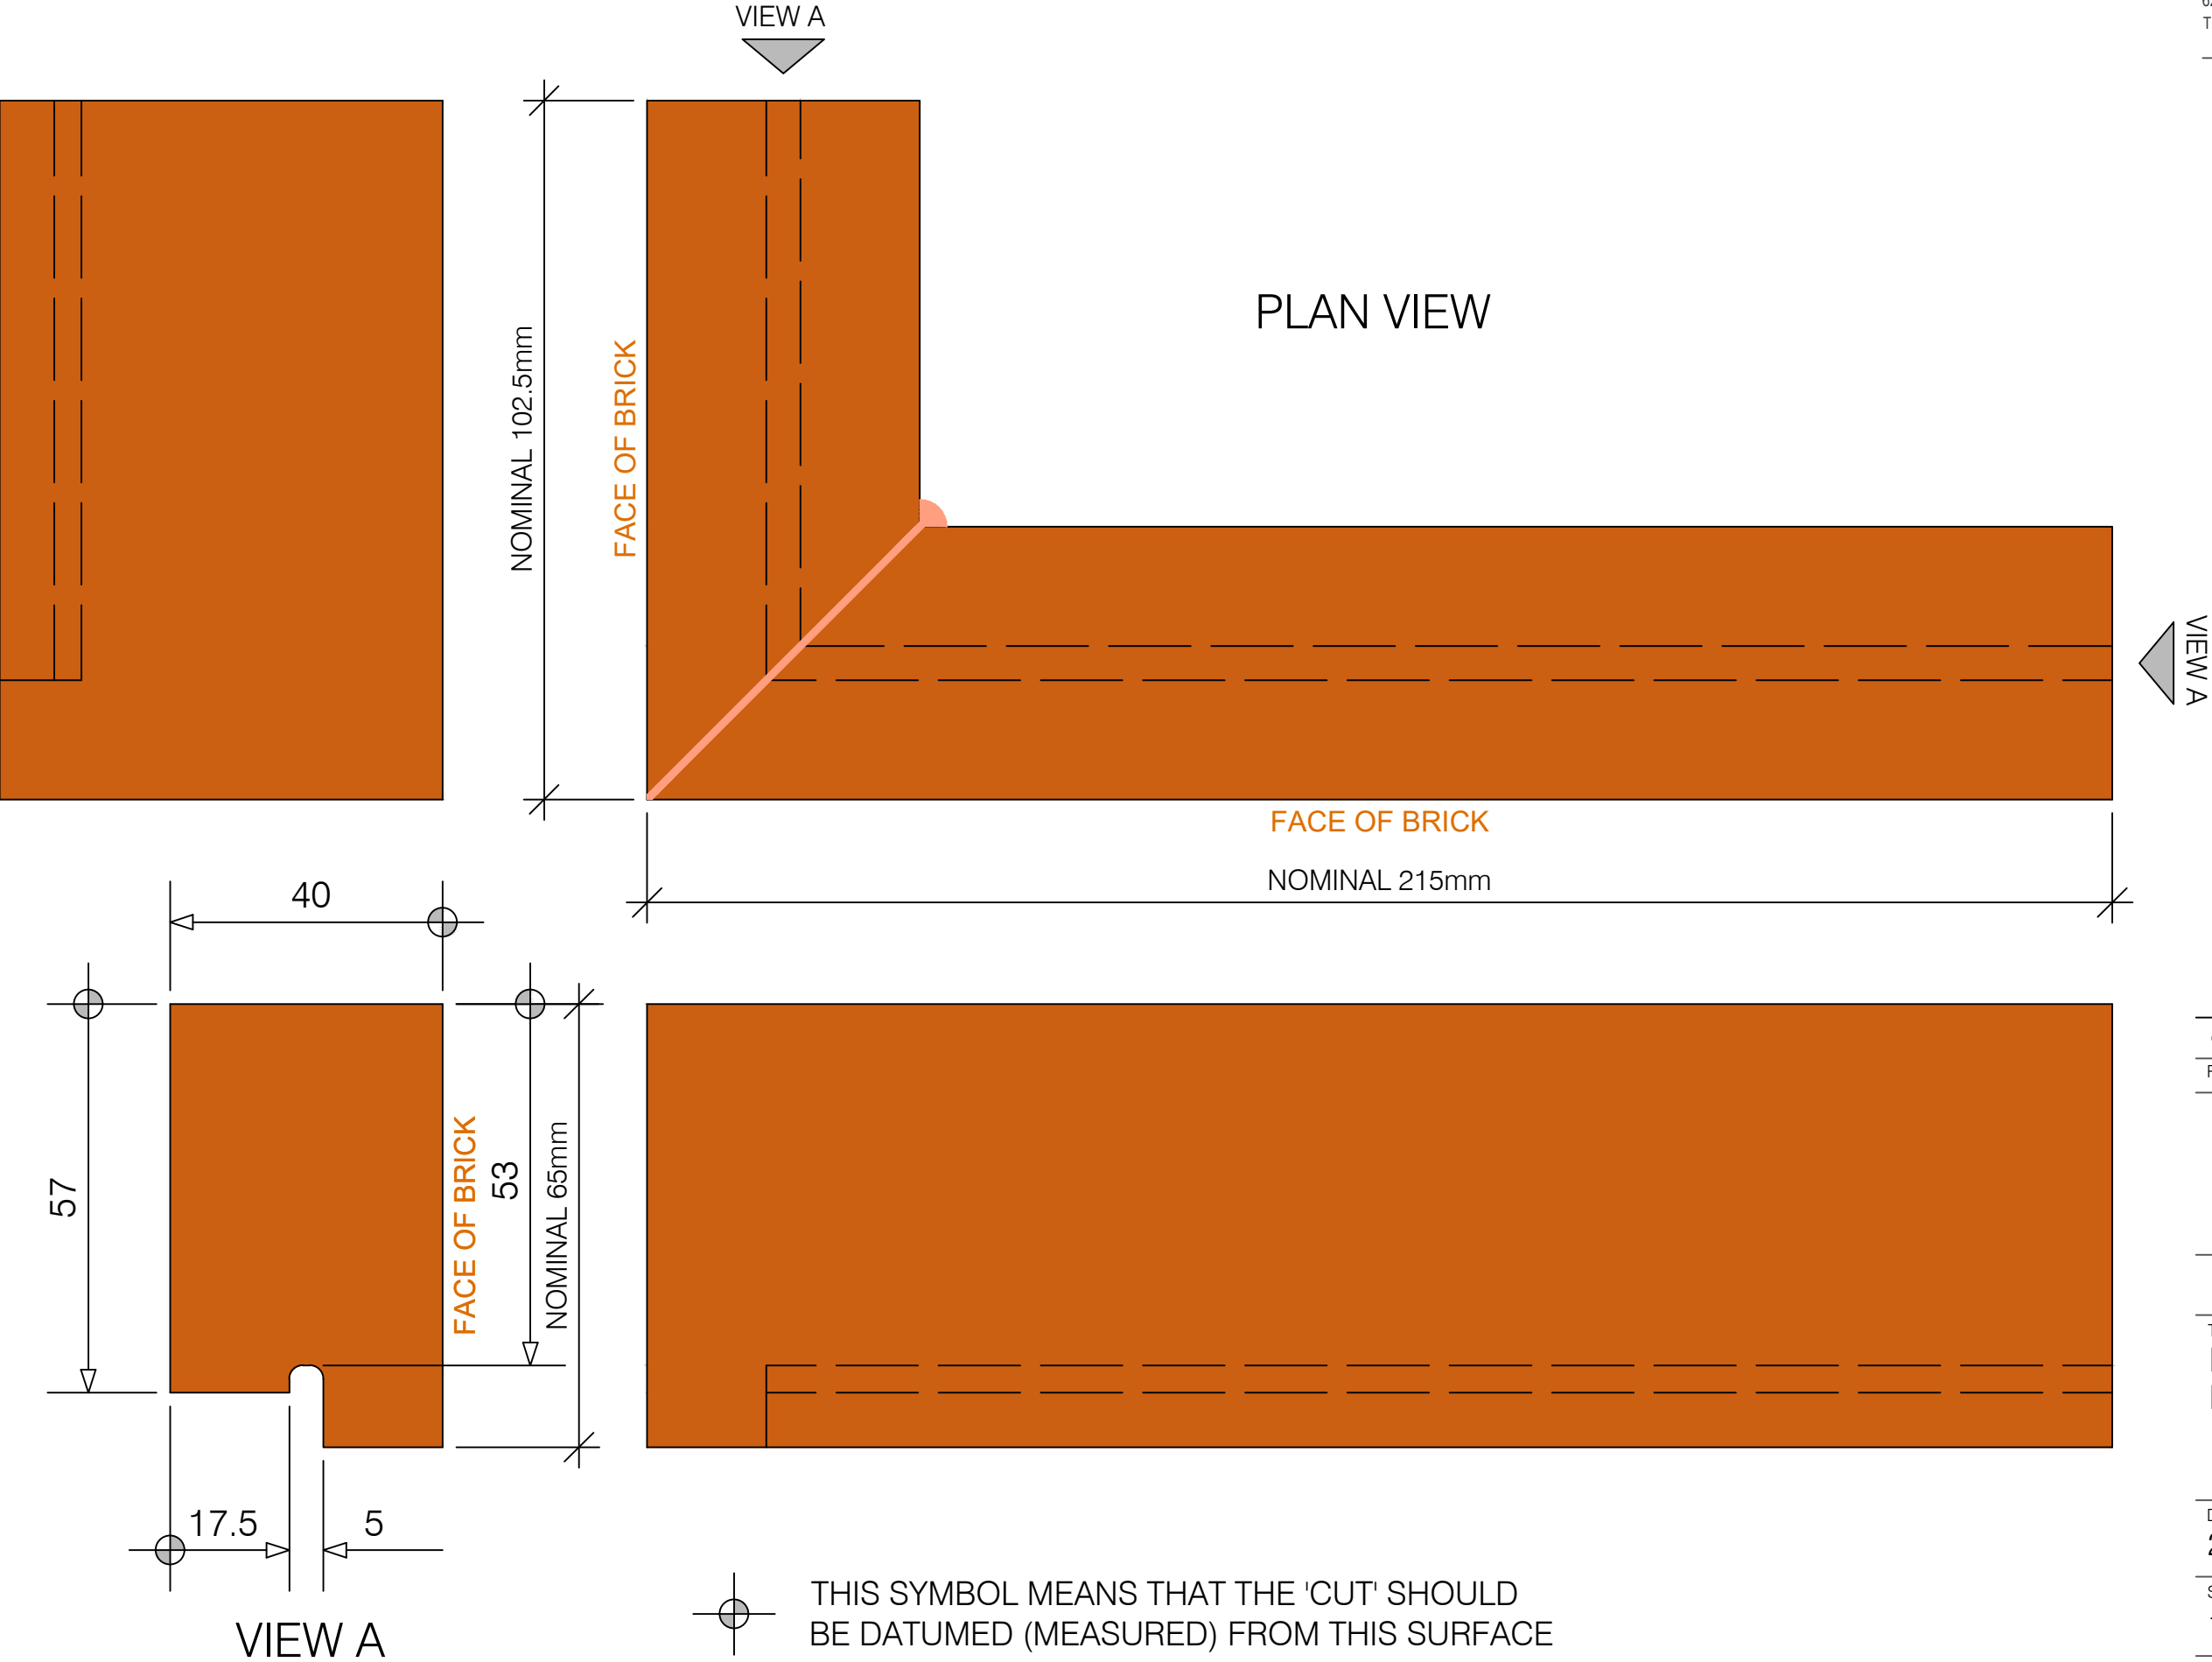 VIEW A
PLAN VIEW
NOMINAL 102.5mm
FACE OF BRICK
VIEW A
FACE OF BRICK
NOMINAL 215mm
40
57
FACE OF BRICK
53
NOMINAL 65mm
17.5
5
VIEW A
THIS SYMBOL MEANS THAT THE 'CUT' SHOULD
BE DATUMED (MEASURED) FROM THIS SURFACE